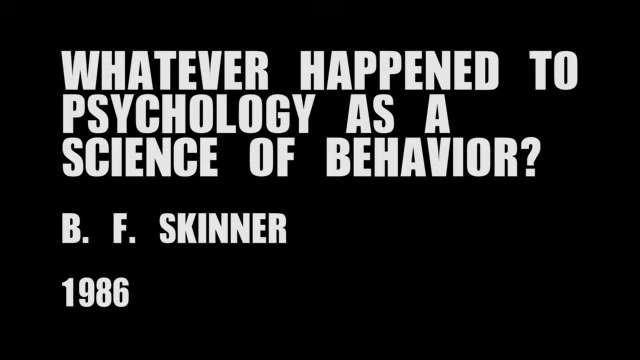 WHATEVER HAPPENED TO
PSYCHOLOGY AS A
SCIENCE OF BEHAVIOR?
B. F. SKINNER
1986